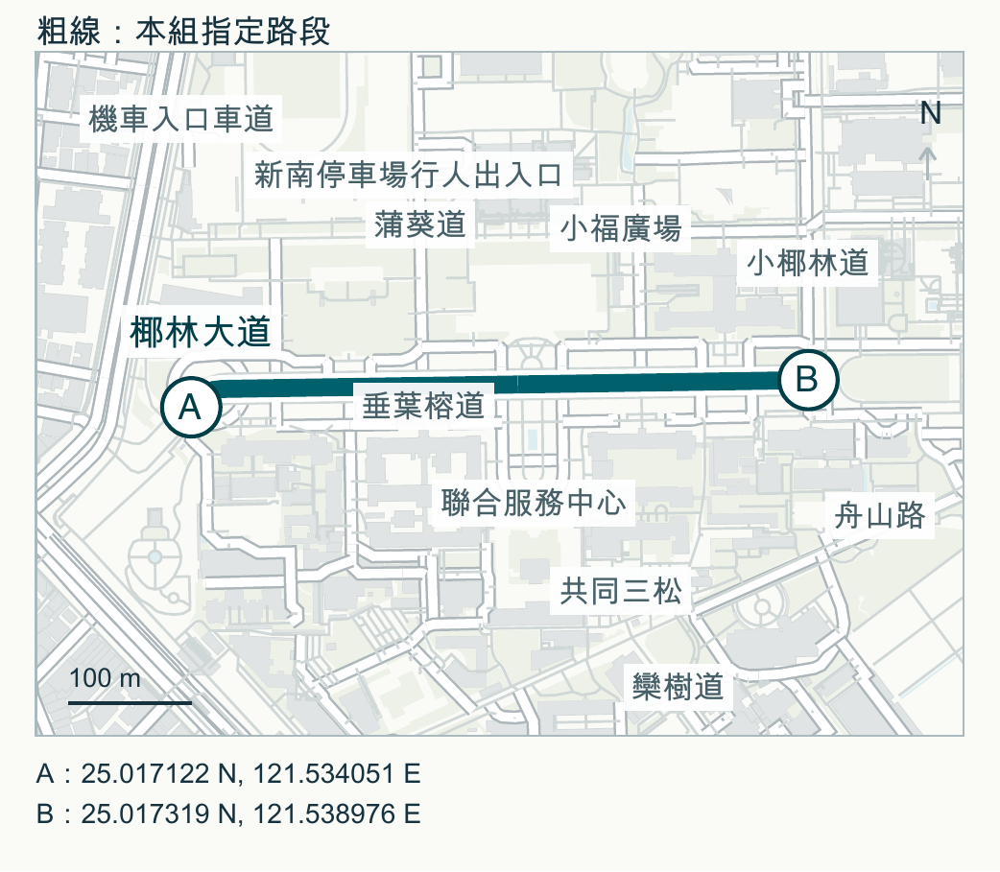 粗線：本組指定路段
機車入口車道
N
新南停車場行人出入口
蒲葵道
小福廣場
小椰林道
椰林大道
A
B
垂葉榕道
聯合服務中心
舟山路
共同三松
欒樹道
100 m
A：25.017122 N, 121.534051 E
B：25.017319 N, 121.538976 E